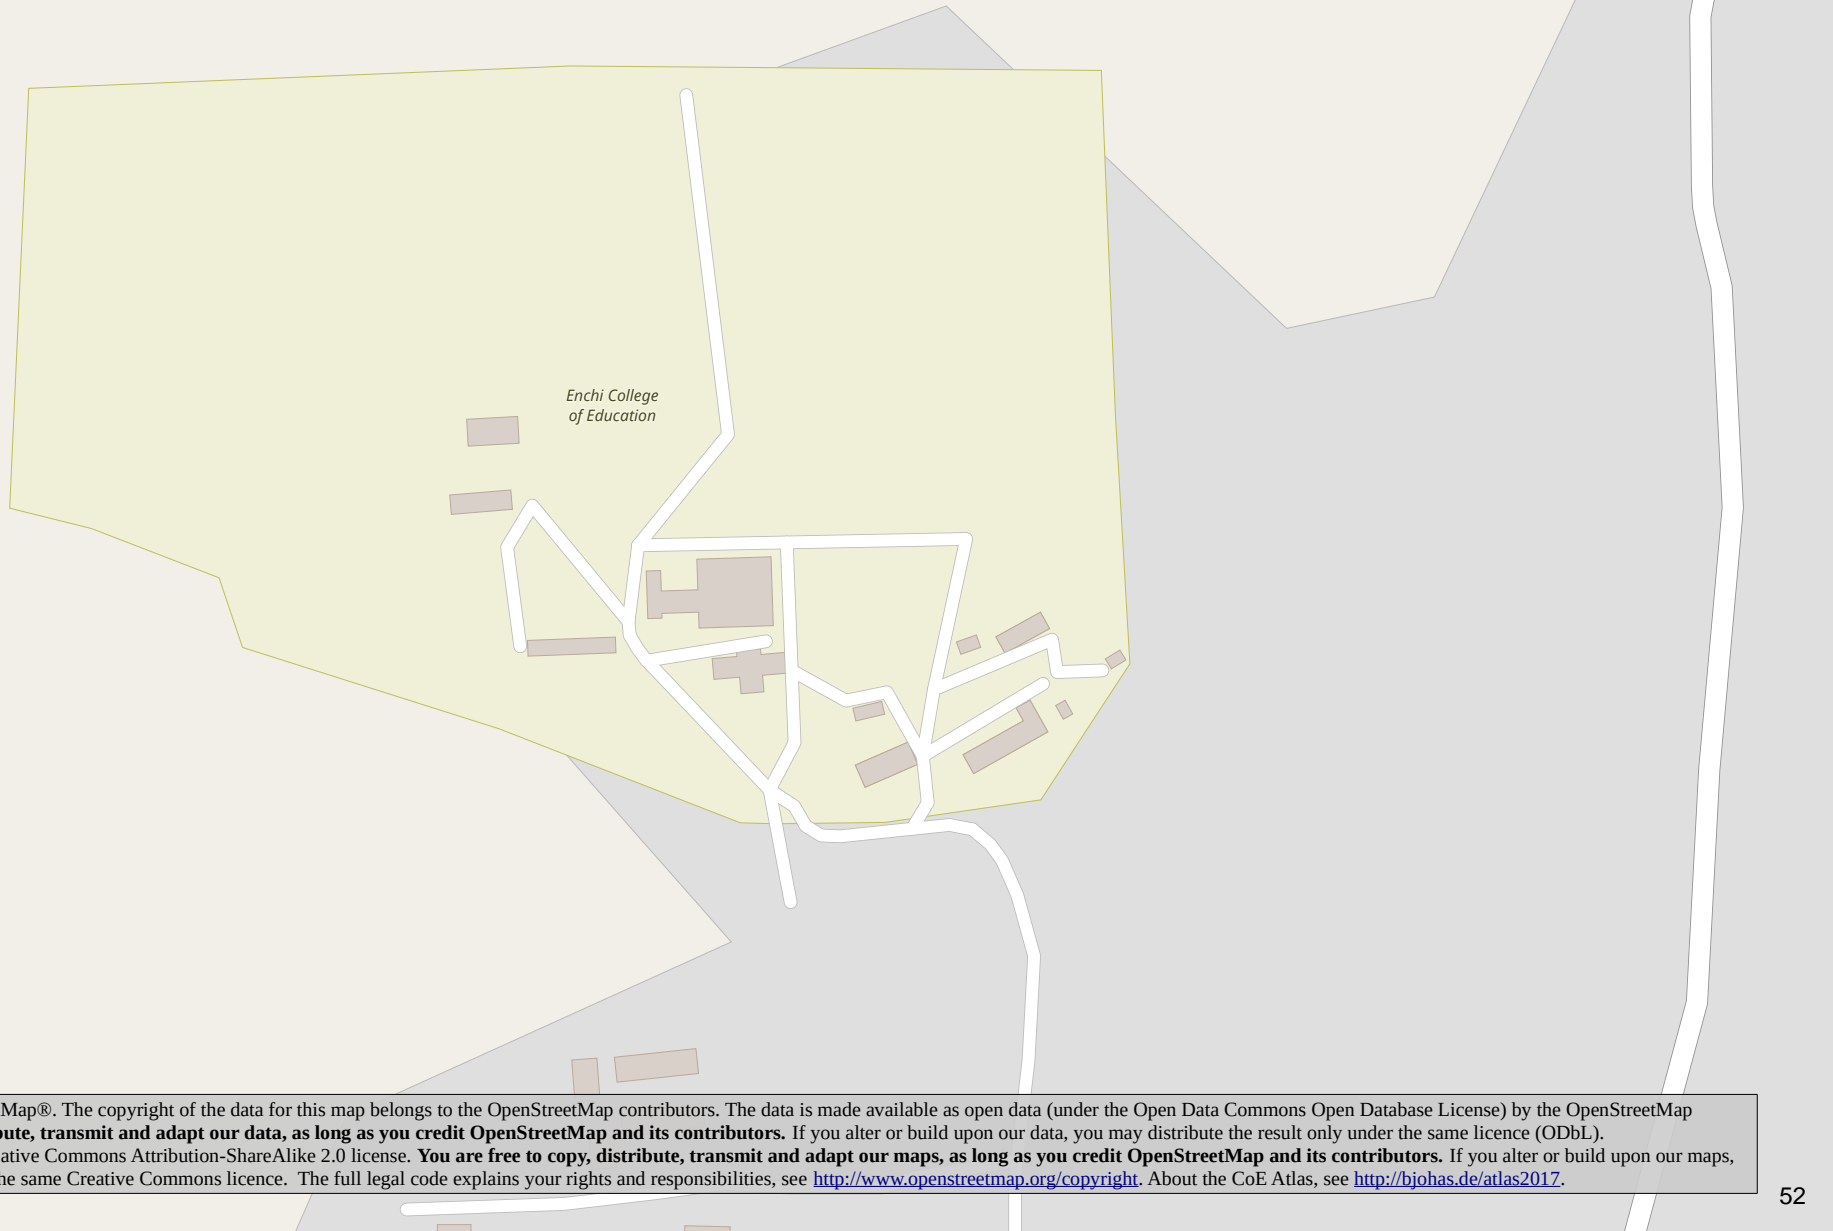 Enchi College
of Education
Map®. The copyright of the data for this map belongs to the OpenStreetMap contributors. The data is made available as open data (under the Open Data Commons Open Database License) by the OpenStreetMap
bute, transmit and adapt our data, as long as you credit OpenStreetMap and its contributors. If you alter or build upon our data, you may distribute the result only under the same licence (ODbL).
ative Commons Attribution-ShareAlike 2.0 license. You are free to copy, distribute, transmit and adapt our maps, as long as you credit OpenStreetMap and its contributors. If you alter or build upon our maps,
he same Creative Commons licence. The full legal code explains your rights and responsibilities, see http://www.openstreetmap.org/copyright. About the CoE Atlas, see http://bjohas.de/atlas2017.
52